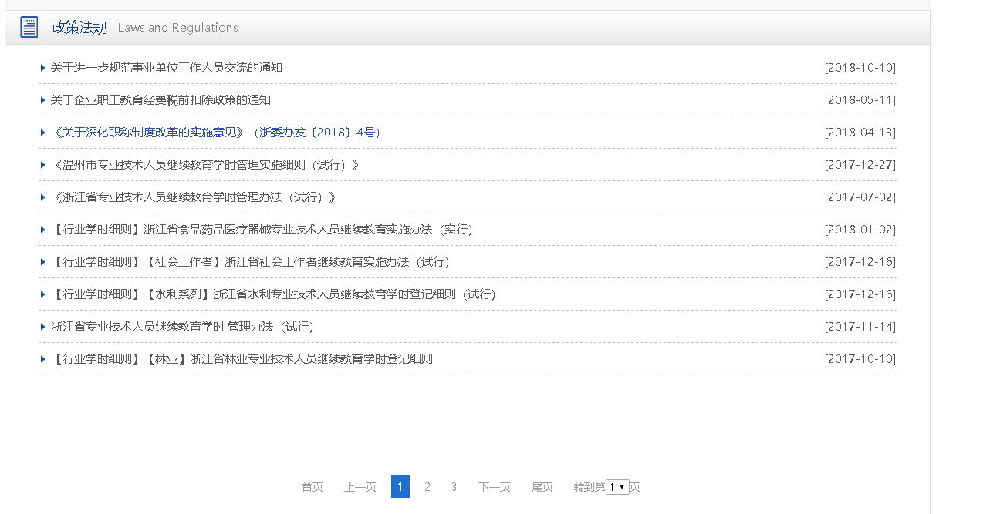 政策法规 Laws and Regulations
关于进一步规范事业单位工作人员交流的通知 [2018-10-10]
关于企业职工教育经费税前扣除政策的通知 [2018-05-11]
《关于深化职称制度改革的实施意见》（浙委办发〔2018〕4号） [2018-04-13]
《温州市专业技术人员继续教育学时管理实施细则（试行）》 [2017-12-27]
《浙江省专业技术人员继续教育学时管理办法（试行）》 [2017-07-02]
【行业学时细则】浙江省食品药品医疗器械专业技术人员继续教育实施办法（实行） [2018-01-02]
【行业学时细则】【社会工作者】浙江省社会工作者继续教育实施办法（试行） [2017-12-16]
【行业学时细则】【水利系列】浙江省水利专业技术人员继续教育学时登记细则（试行） [2017-12-16]
浙江省专业技术人员继续教育学时 管理办法（试行） [2017-11-14]
【行业学时细则】【林业】浙江省林业专业技术人员继续教育学时登记细则 [2017-10-10]
首页 上一页 1 2 3 下一页 尾页 转到第1页